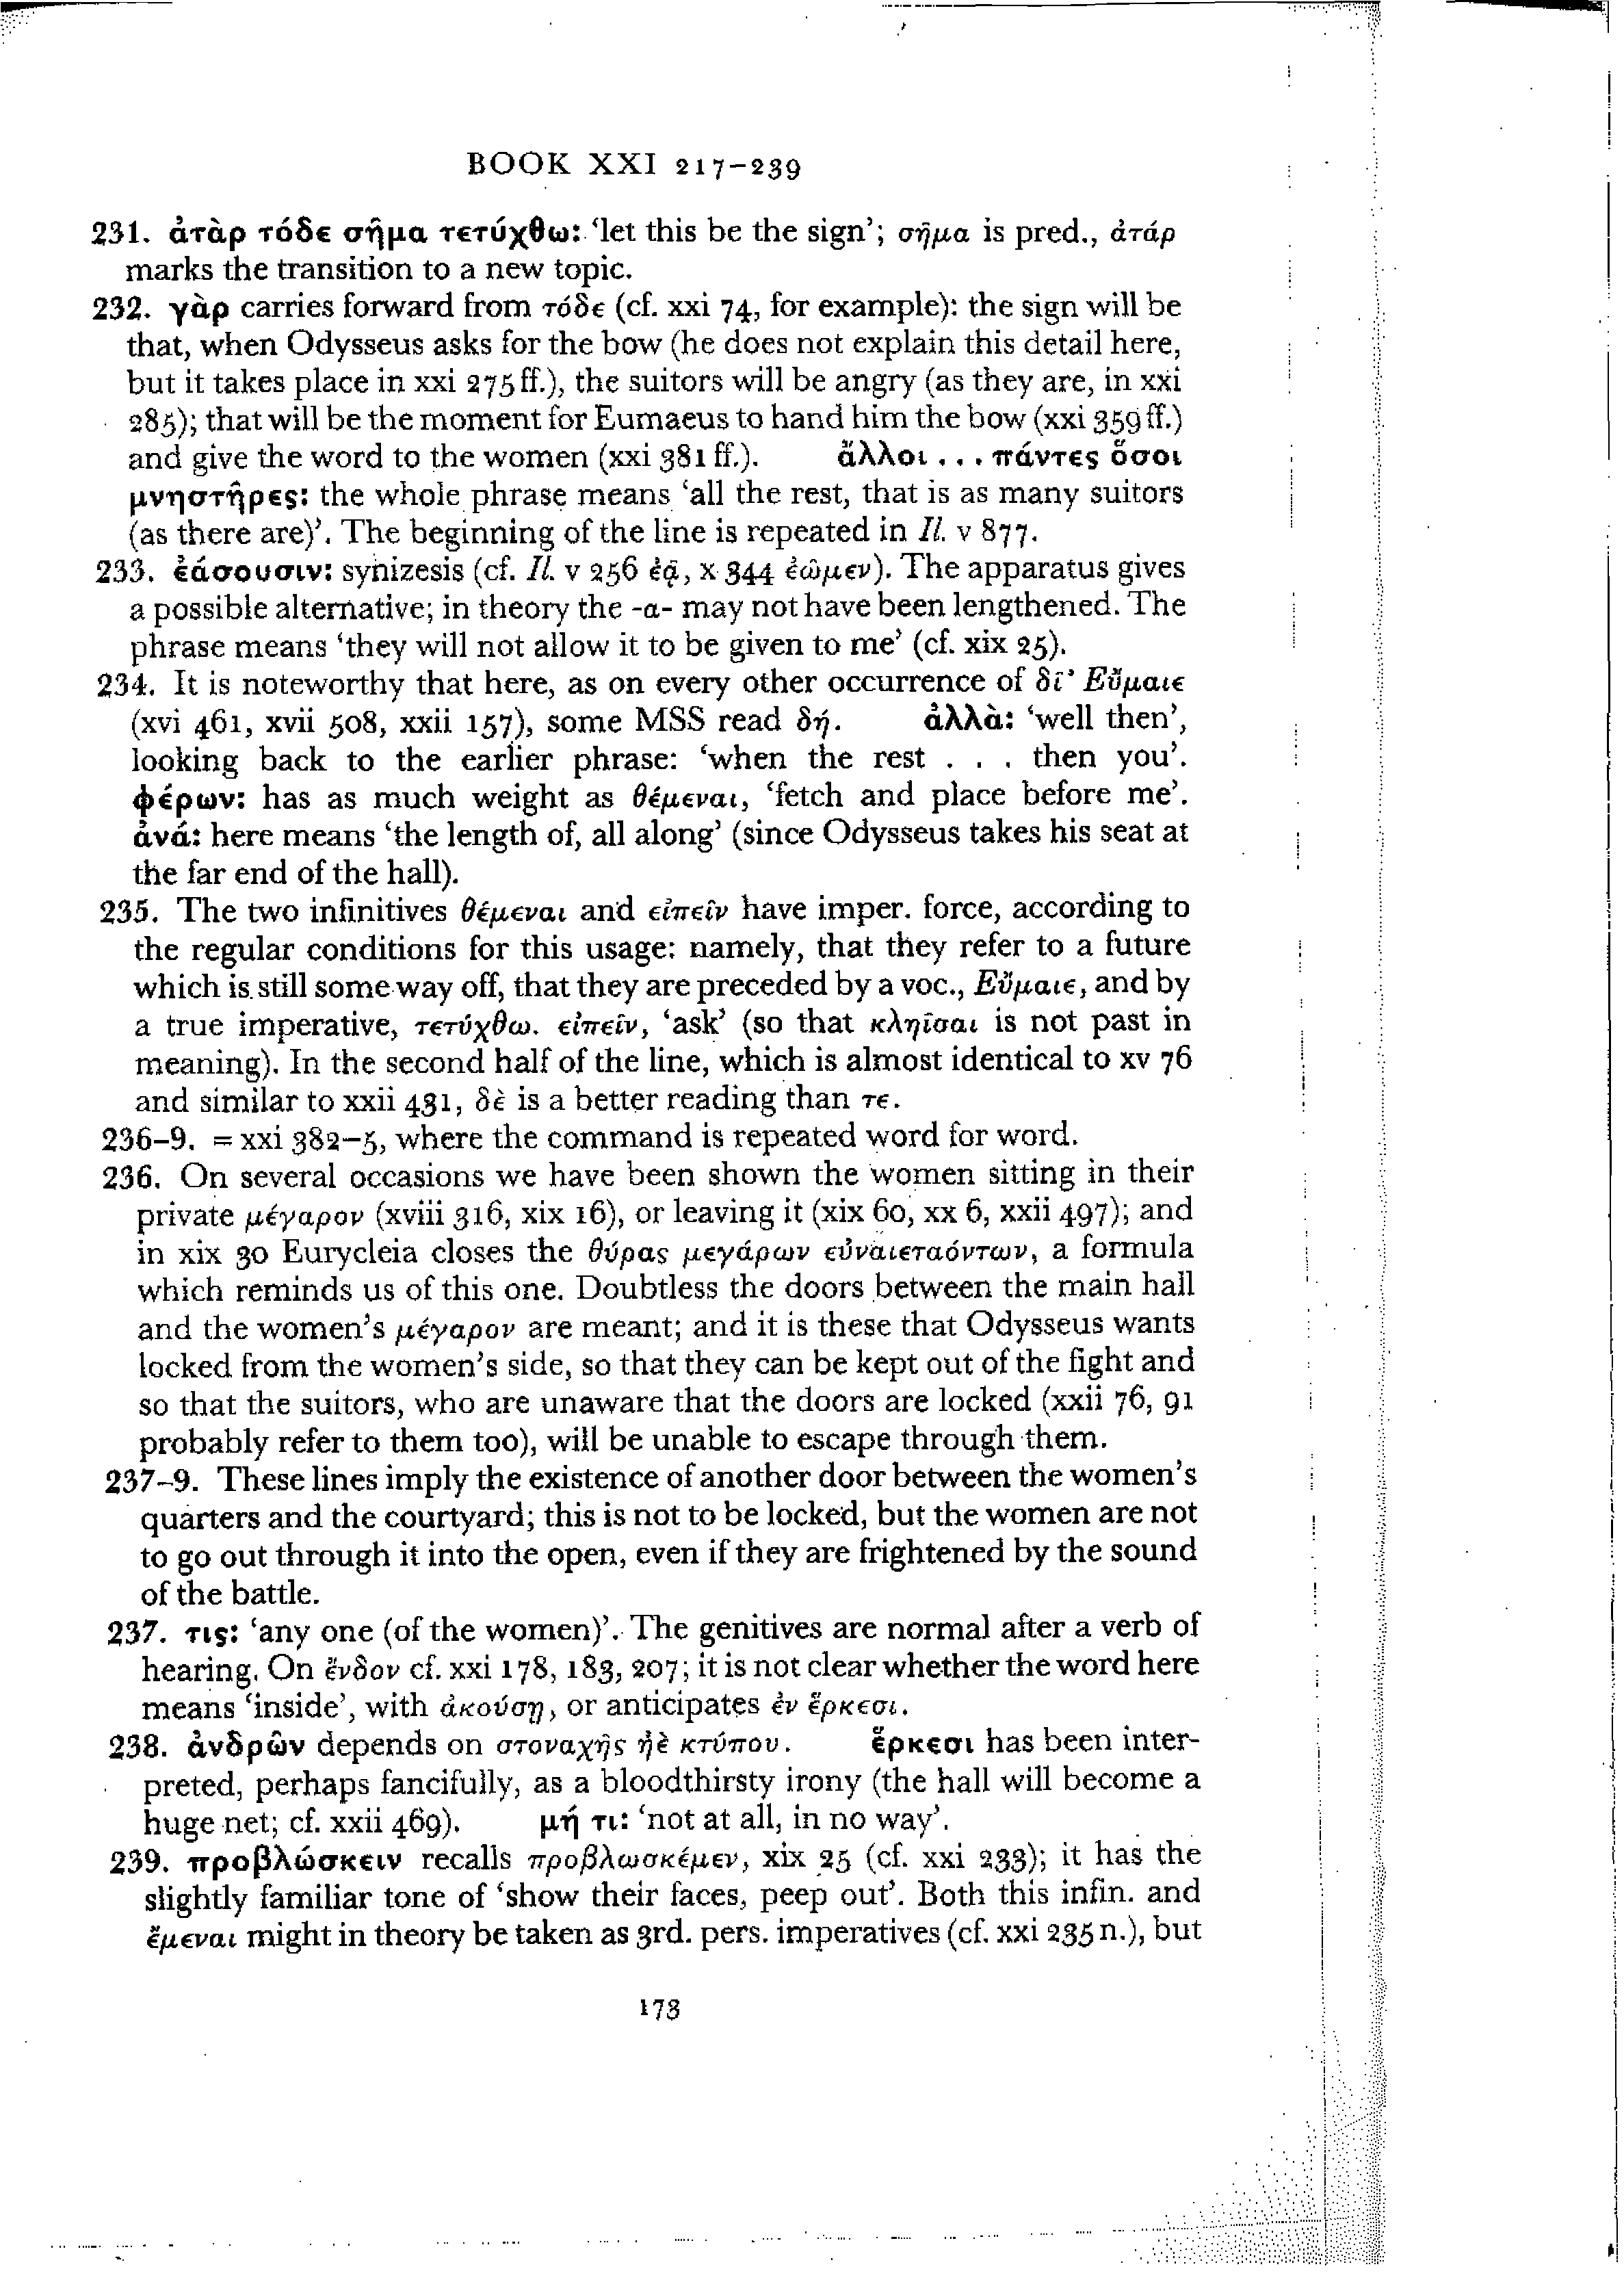 BOOK XXI 217–239
231. ἀτὰρ τόδε σῆμα τετύχθω: ‘let this be the sign’; σῆμα is pred., ἀτάρ
marks the transition to a new topic.
232. γὰρ carries forward from τόδε (cf. xxi 74, for example): the sign will be
that, when Odysseus asks for the bow (he does not explain this detail here,
but it takes place in xxi 275 ff.), the suitors will be angry (as they are, in xxi
285); that will be the moment for Eumaeus to hand him the bow (xxi 359 ff.)
and give the word to the women (xxi 381 ff.). ἄλλοι . . . πάντες ὅσοι
μνηστῆρες: the whole phrase means ‘all the rest, that is as many suitors
(as there are)’. The beginning of the line is repeated in Il. v 877.
233. ἐάσουσιν: synizesis (cf. Il. v 256 ἐᾷ, x 344 ἐῶμεν). The apparatus gives
a possible alternative; in theory the -α- may not have been lengthened. The
phrase means ‘they will not allow it to be given to me’ (cf. xix 25).
234. It is noteworthy that here, as on every other occurrence of δῖ’ Εὔμαιε
(xvi 461, xvii 508, xxii 157), some MSS read δή. ἀλλὰ: ‘well then’,
looking back to the earlier phrase: ‘when the rest . . . then you’.
φέρων: has as much weight as θέμεναι, ‘fetch and place before me’.
ἀνά: here means ‘the length of, all along’ (since Odysseus takes his seat at
the far end of the hall).
235. The two infinitives θέμεναι and εἰπεῖν have imper. force, according to
the regular conditions for this usage: namely, that they refer to a future
which is still some way off, that they are preceded by a voc., Εὔμαιε, and by
a true imperative, τετύχθω. εἰπεῖν, ‘ask’ (so that κληῖσαι is not past in
meaning). In the second half of the line, which is almost identical to xv 76
and similar to xxii 431, δὲ is a better reading than τε.
236–9. = xxi 382–5, where the command is repeated word for word.
236. On several occasions we have been shown the women sitting in their
private μέγαρον (xviii 316, xix 16), or leaving it (xix 60, xx 6, xxii 497); and
in xix 30 Eurycleia closes the θύρας μεγάρων εὐναιεταόντων, a formula
which reminds us of this one. Doubtless the doors between the main hall
and the women’s μέγαρον are meant; and it is these that Odysseus wants
locked from the women’s side, so that they can be kept out of the fight and
so that the suitors, who are unaware that the doors are locked (xxii 76, 91
probably refer to them too), will be unable to escape through them.
237–9. These lines imply the existence of another door between the women’s
quarters and the courtyard; this is not to be locked, but the women are not
to go out through it into the open, even if they are frightened by the sound
of the battle.
237. τις: ‘any one (of the women)’. The genitives are normal after a verb of
hearing. On ἔνδον cf. xxi 178, 183, 207; it is not clear whether the word here
means ‘inside’, with ἀκούσῃ, or anticipates ἐν ἕρκεσι.
238. ἀνδρῶν depends on στοναχῆς ἠὲ κτύπου. ἕρκεσι has been inter-
preted, perhaps fancifully, as a bloodthirsty irony (the hall will become a
huge net; cf. xxii 469). μή τι: ‘not at all, in no way’.
239. προβλώσκειν recalls προβλωσκέμεν, xix 25 (cf. xxi 233); it has the
slightly familiar tone of ‘show their faces, peep out’. Both this infin. and
ἔμεναι might in theory be taken as 3rd. pers. imperatives (cf. xxi 235 n.), but
173